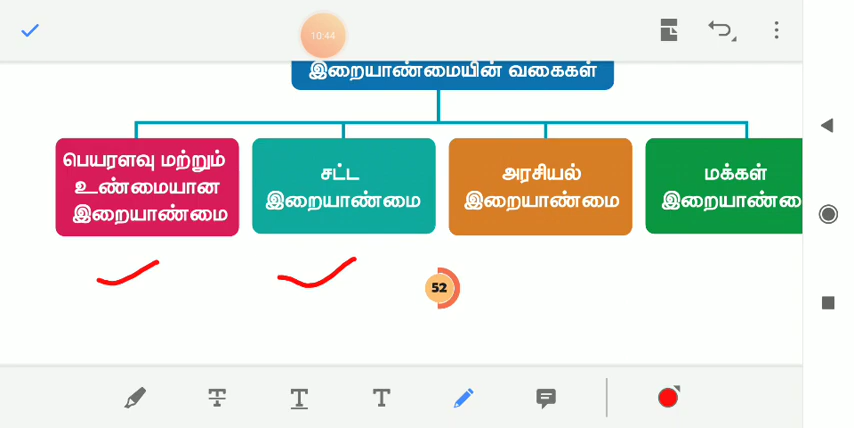 10:44
இறையாண்மையின் வகைகள்
பெயரளவு மற்றும்
உண்மையான
இறையாண்மை
சட்ட
இறையாண்மை
அரசியல்
இறையாண்மை
மக்கள்
52
T
T
T